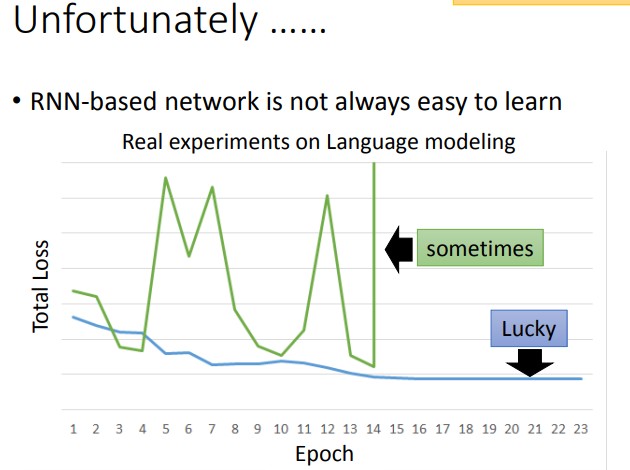 Unfortunately ……
• RNN-based network is not always easy to learn
Real experiments on Language modeling
Total Loss
sometimes
Lucky
1 2 3 4 5 6 7 8 9 10 11 12 13 14 15 16 17 18 19 20 21 22 23
Epoch